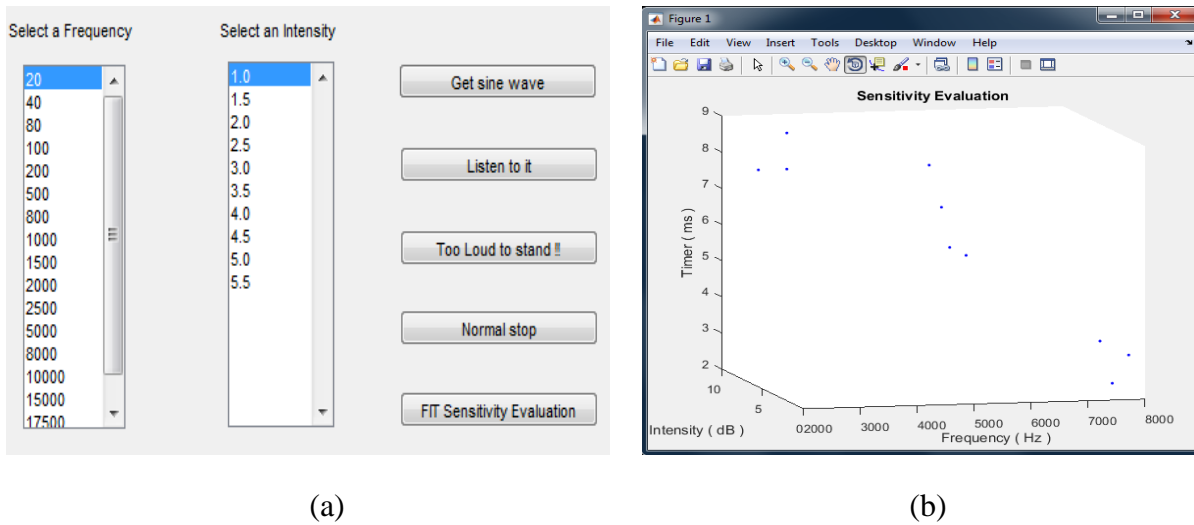 Select a Frequency
Select an Intensity
20
40
80
100
200
500
800
1000
1500
2000
2500
5000
8000
10000
15000
17500
1.0
1.5
2.0
2.5
3.0
3.5
4.0
4.5
5.0
5.5
Get sine wave
Listen to it
Too Loud to stand !!
Normal stop
FIT Sensitivity Evaluation
(a)
Figure 1
File Edit View Insert Tools Desktop Window Help
Sensitivity Evaluation
9
8
7
6
5
4
3
2
Timer ( ms )
10
5
0
Intensity ( dB )
2000 3000 4000 5000 6000 7000 8000
Frequency ( Hz )
(b)